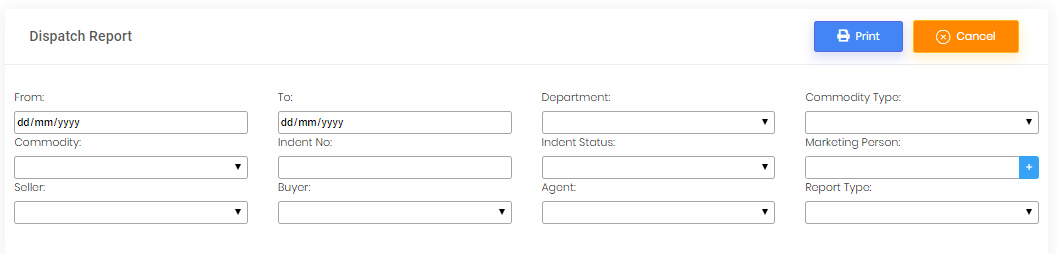 Dispatch Report Print Cancel
From: To: Department: Commodity Type:
dd/mm/yyyy dd/mm/yyyy
Commodity: Indent No: Indent Status: Marketing Person:
+
Seller: Buyer: Agent: Report Type: